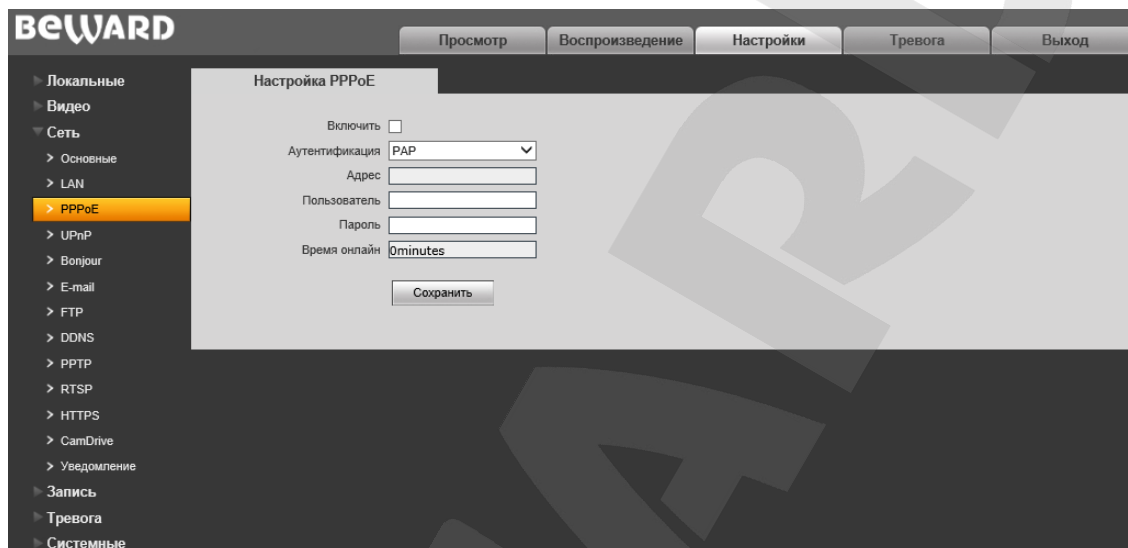 BEWARD
Просмотр Воспроизведение Настройки Тревога Выход
Локальные
Видео
Сеть
Основные
LAN
PPPoE
UPnP
Bonjour
E-mail
FTP
DDNS
PPTP
RTSP
HTTPS
CamDrive
Уведомление
Запись
Тревога
Системные
Настройка PPPoE
Включить
Аутентификация PAP
Адрес
Пользователь
Пароль
Время онлайн 0minutes
Сохранить